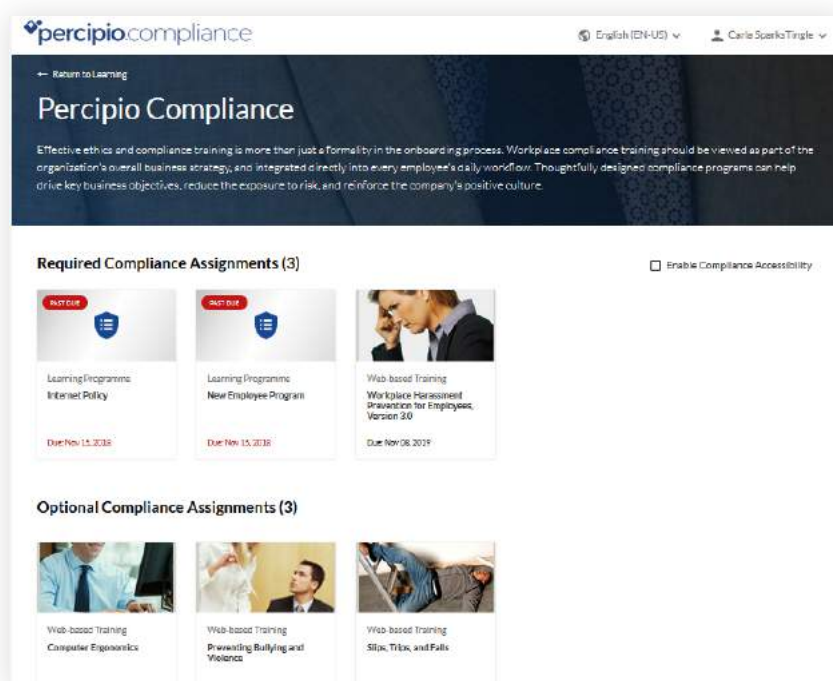 percipio.compliance
English (EN-US)
Carla SparksTingle
← Return to Learning
Percipio Compliance
Effective ethics and compliance training is more than just a formality in the onboarding process. Workplace compliance training should be viewed as part of the
organization's overall business strategy, and integrated directly into every employee's daily workflow. Thoughtfully designed compliance programs can help
drive key business objectives, reduce the exposure to risk, and reinforce the company's positive culture.
Required Compliance Assignments (3)
Enable Compliance Accessibility
PAST DUE
PAST DUE
Learning Programme
Internet Policy
Due: Nov 15, 2018
Learning Programme
New Employee Program
Due: Nov 15, 2018
Web-based Training
Workplace Harassment
Prevention for Employees,
Version 3.0
Due: Nov 08, 2019
Optional Compliance Assignments (3)
Web-based Training
Computer Ergonomics
Web-based Training
Preventing Bullying and
Violence
Web-based Training
Slips, Trips, and Falls